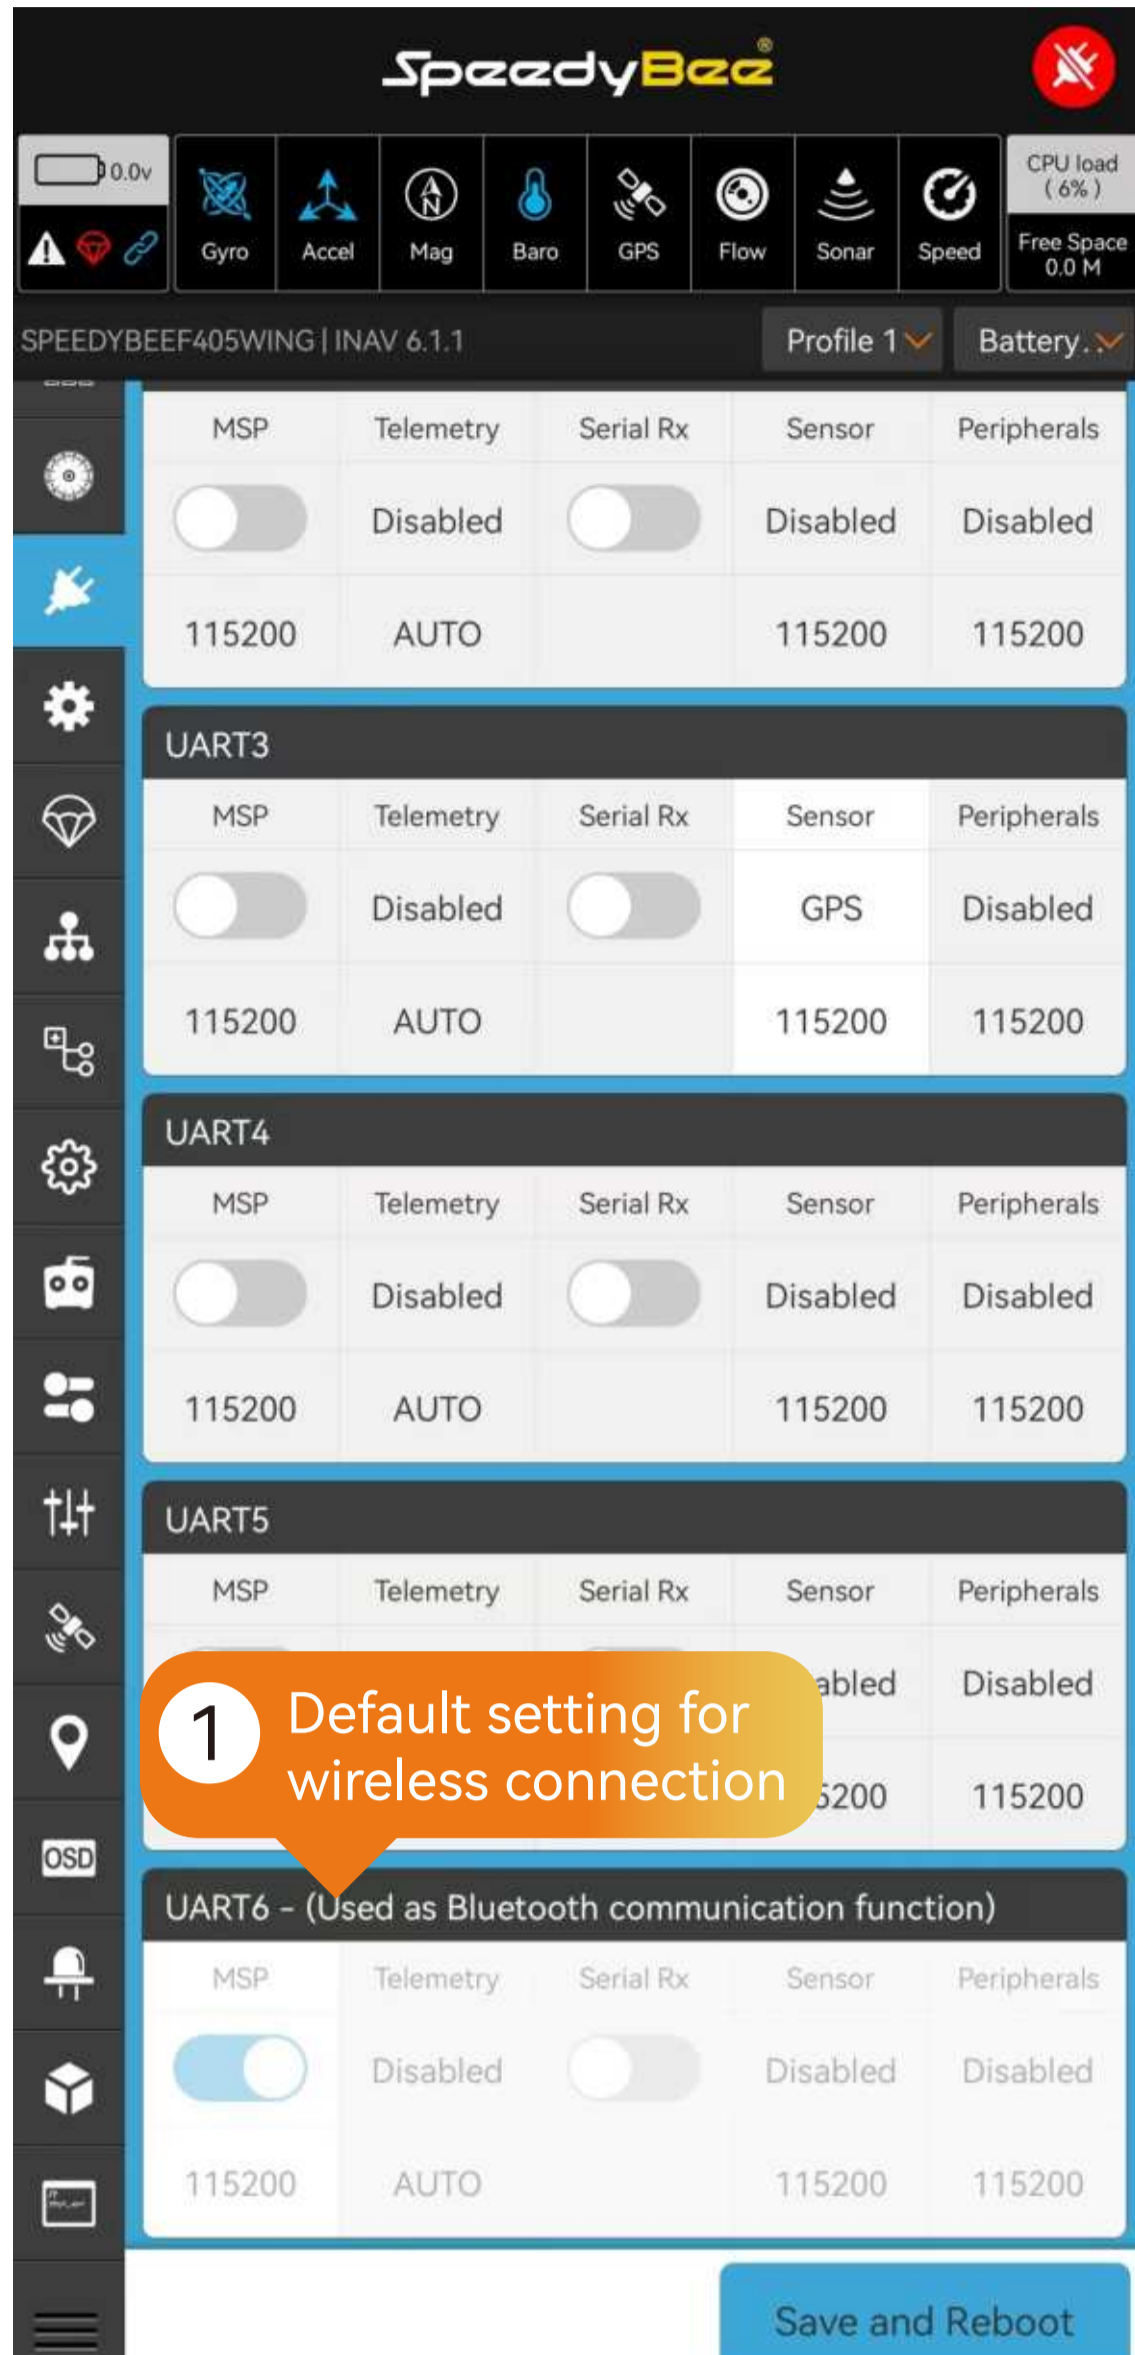 SpeedyBee®
0.0v
Gyro
Accel
Mag
Baro
GPS
Flow
Sonar
Speed
CPU load
( 6% )
Free Space
0.0 M
SPEEDYBEEF405WING | INAV 6.1.1
Profile 1
Battery..
MSP Telemetry Serial Rx Sensor Peripherals
Disabled Disabled Disabled
115200 AUTO 115200 115200
UART3
MSP Telemetry Serial Rx Sensor Peripherals
Disabled GPS Disabled
115200 AUTO 115200 115200
UART4
MSP Telemetry Serial Rx Sensor Peripherals
Disabled Disabled Disabled
115200 AUTO 115200 115200
UART5
MSP Telemetry Serial Rx Sensor Peripherals
abled Disabled
5200 115200
1 Default setting for
wireless connection
UART6 - (Used as Bluetooth communication function)
MSP Telemetry Serial Rx Sensor Peripherals
Disabled Disabled Disabled
115200 AUTO 115200 115200
OSD
Save and Reboot